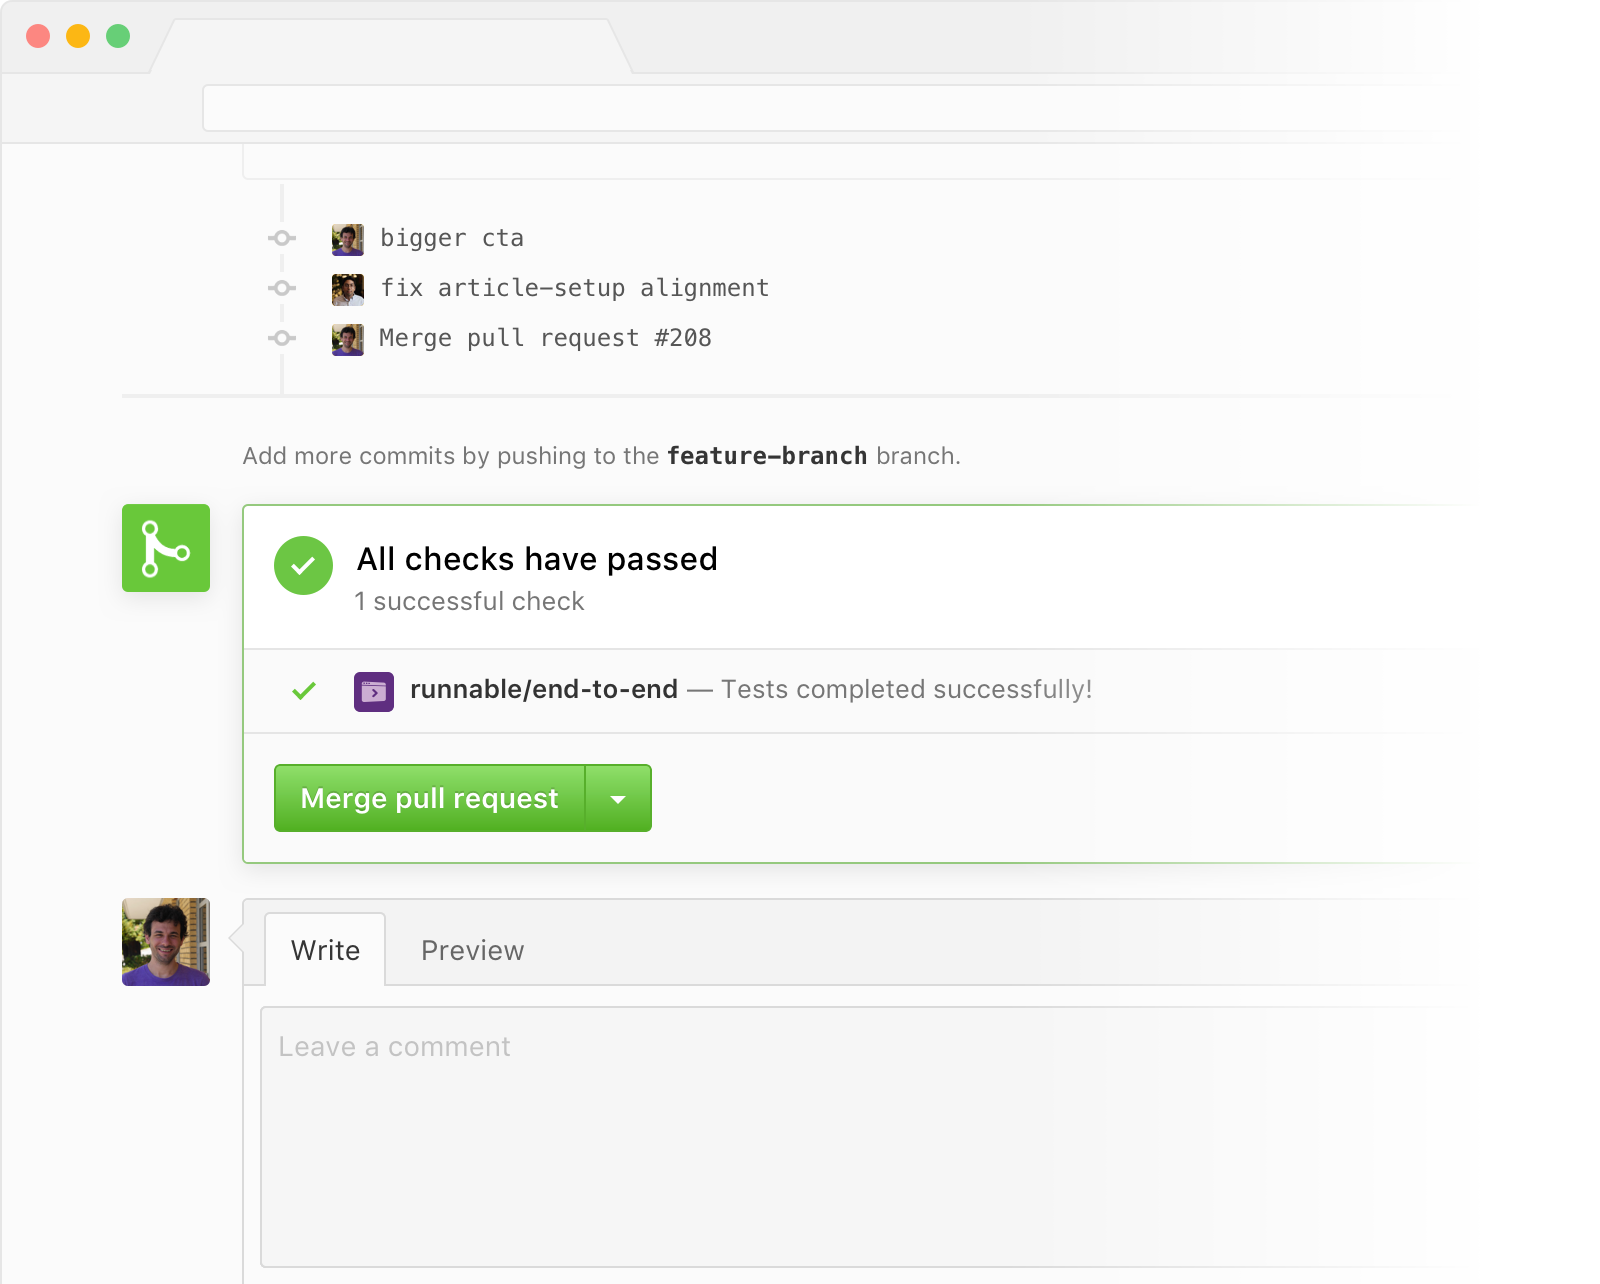 bigger cta
fix article-setup alignment
Merge pull request #208
Add more commits by pushing to the feature-branch branch.
All checks have passed
1 successful check
runnable/end-to-end — Tests completed successfully!
Merge pull request
Write Preview
Leave a comment